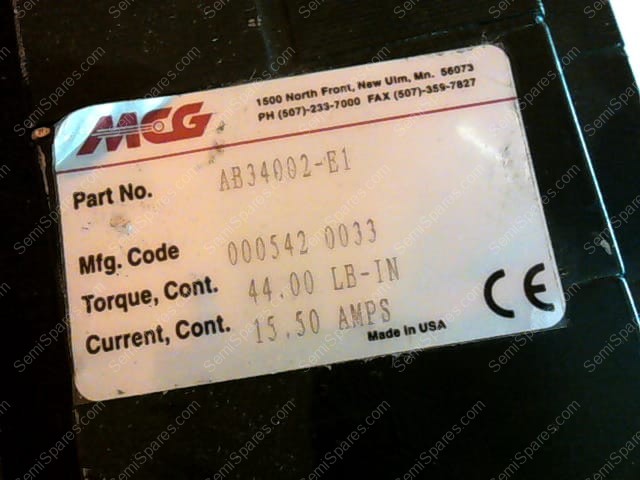 MCG
1500 North Front, New Ulm, Mn. 56073
PH (507)-233-7000 FAX (507)-359-7827
Part No. AB34002-E1
Mfg. Code 000542 0033
Torque, Cont. 44.00 LB-IN
Current, Cont. 15.50 AMPS
Made in USA
CE
SemiSpares.com